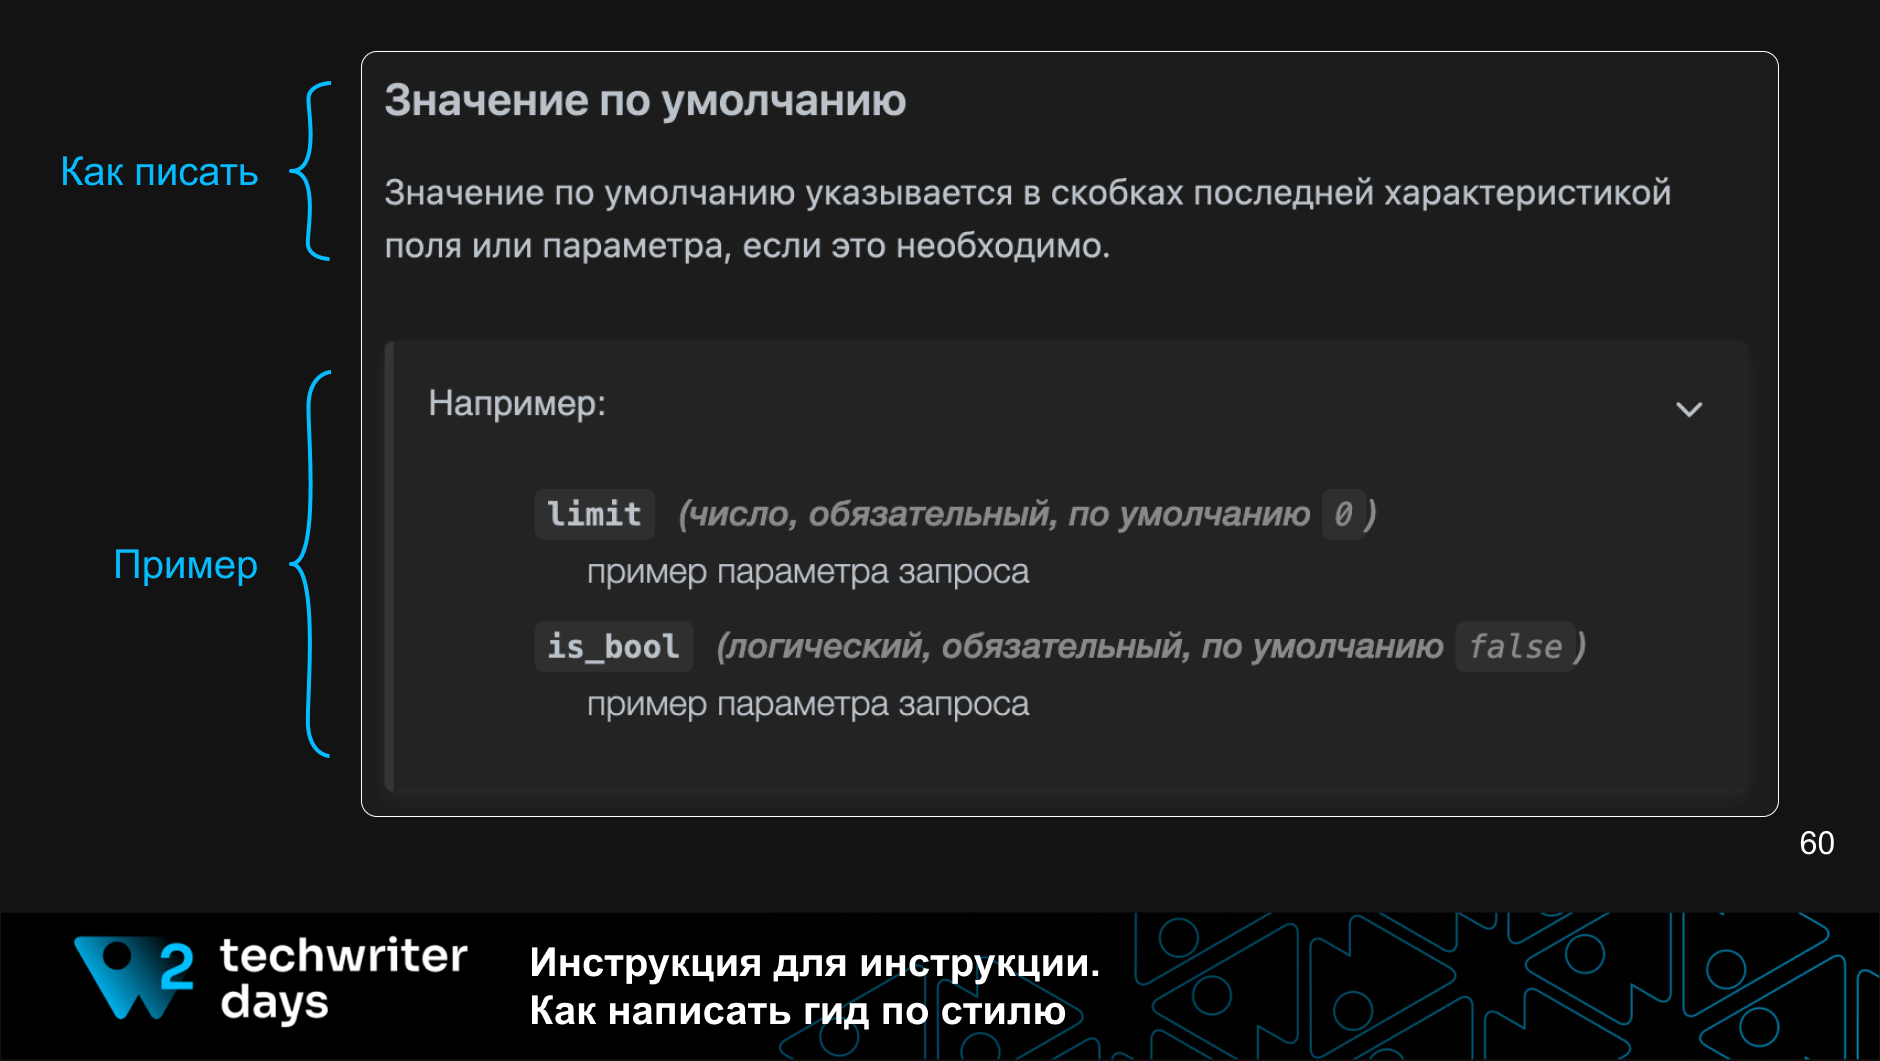 Значение по умолчанию
Как писать
Значение по умолчанию указывается в скобках последней характеристикой
поля или параметра, если это необходимо.
Например:
limit (число, обязательный, по умолчанию 0)
пример параметра запроса
Пример
is_bool (логический, обязательный, по умолчанию false)
пример параметра запроса
60
2 techwriter
days
Инструкция для инструкции.
Как написать гид по стилю